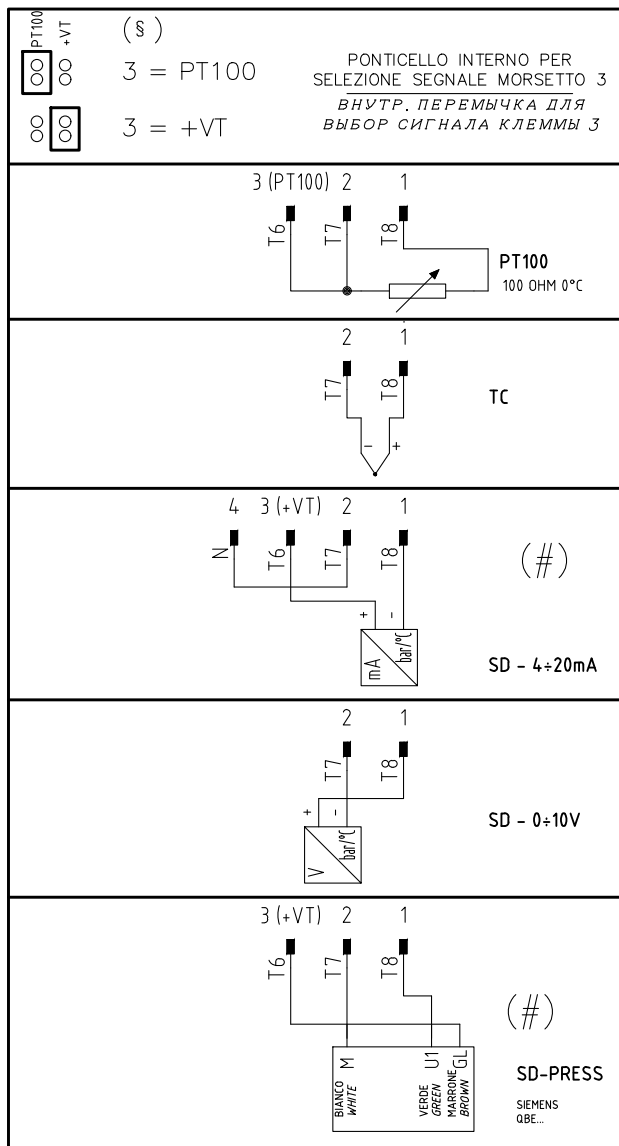 PT100
+VT
(§)
3 = PT100
3 = +VT
PONTICELLO INTERNO PER
SELEZIONE SEGNALE MORSETTO 3
ВНУТР. ПЕРЕМЫЧКА ДЛЯ
ВЫБОР СИГНАЛА КЛЕММЫ 3
3 (PT100) 2 1
T6 T7 T8
PT100
100 OHM 0°C
2 1
T7 T8
TC
- +
4 3 (+VT) 2 1
N T6 T7 T8
(#)
+ -
mA bar/°C
SD - 4÷20mA
2 1
T7 T8
+ -
V bar/°C
SD - 0÷10V
3 (+VT) 2 1
T6 T7 T8
(#)
M U1 GL
BIANCO
WHITE
VERDE
GREEN
MARRONE
BROWN
SD-PRESS
SIEMENS
QBE...